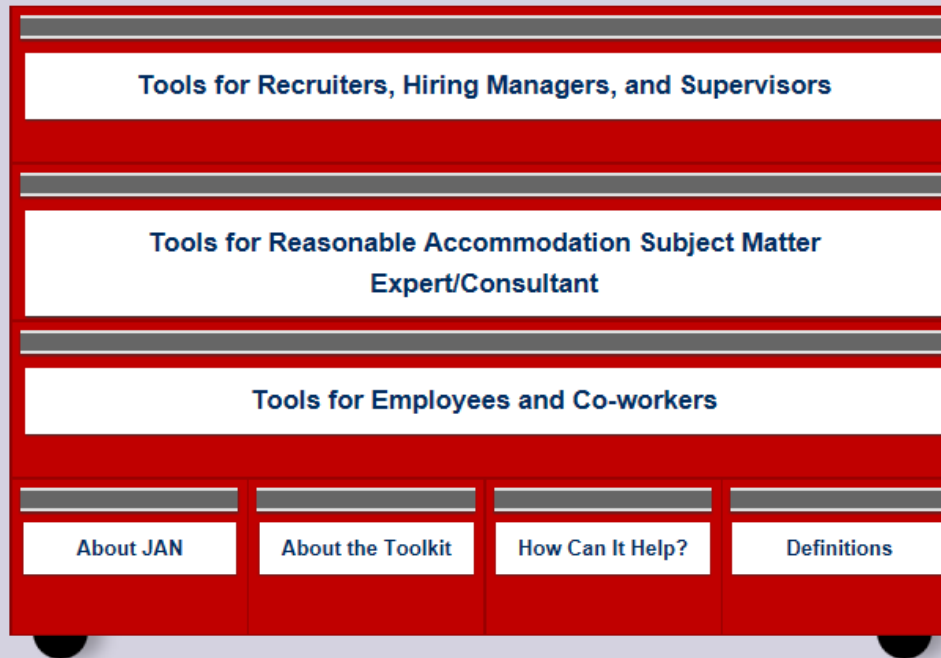 Tools for Recruiters, Hiring Managers, and Supervisors
Tools for Reasonable Accommodation Subject Matter
Expert/Consultant
Tools for Employees and Co-workers
About JAN
About the Toolkit
How Can It Help?
Definitions